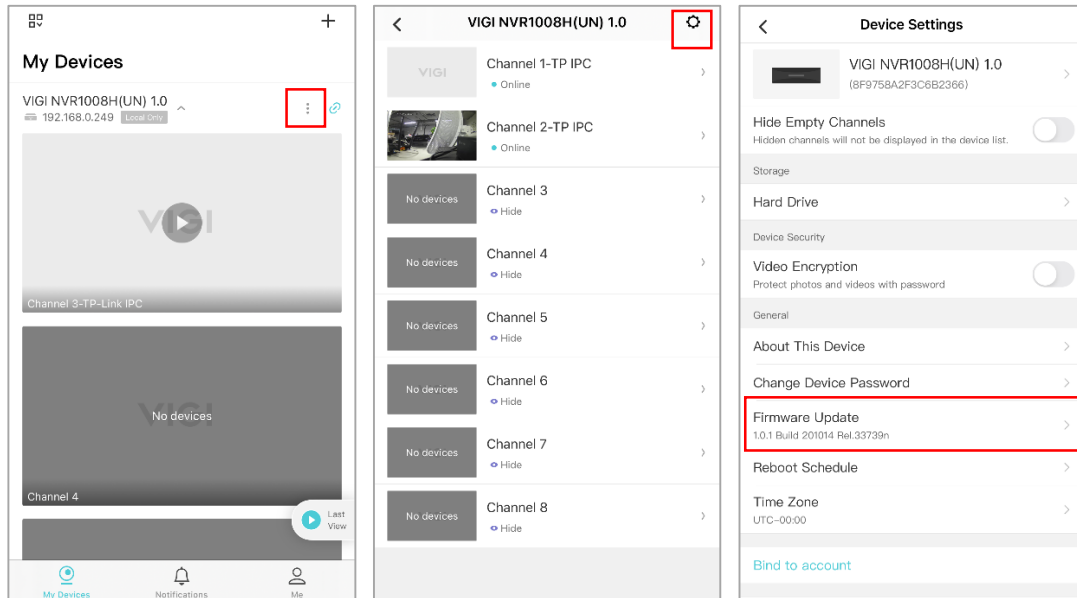 My Devices
VIGI NVR1008H(UN) 1.0
192.168.0.249 Local Only
VIGI
Channel 3-TP-Link IPC
VIGI
No devices
Channel 4
Last
View
My Devices
Notifications
Me
VIGI NVR1008H(UN) 1.0
VIGI
Channel 1-TP IPC
Online
Channel 2-TP IPC
Online
No devices
Channel 3
Hide
No devices
Channel 4
Hide
No devices
Channel 5
Hide
No devices
Channel 6
Hide
No devices
Channel 7
Hide
No devices
Channel 8
Hide
Device Settings
VIGI NVR1008H(UN) 1.0
(8F9758A2F3C6B2366)
Hide Empty Channels
Hidden channels will not be displayed in the device list.
Storage
Hard Drive
Device Security
Video Encryption
Protect photos and videos with password
General
About This Device
Change Device Password
Firmware Update
1.0.1 Build 201014 Rel.33739n
Reboot Schedule
Time Zone
UTC-00:00
Bind to account